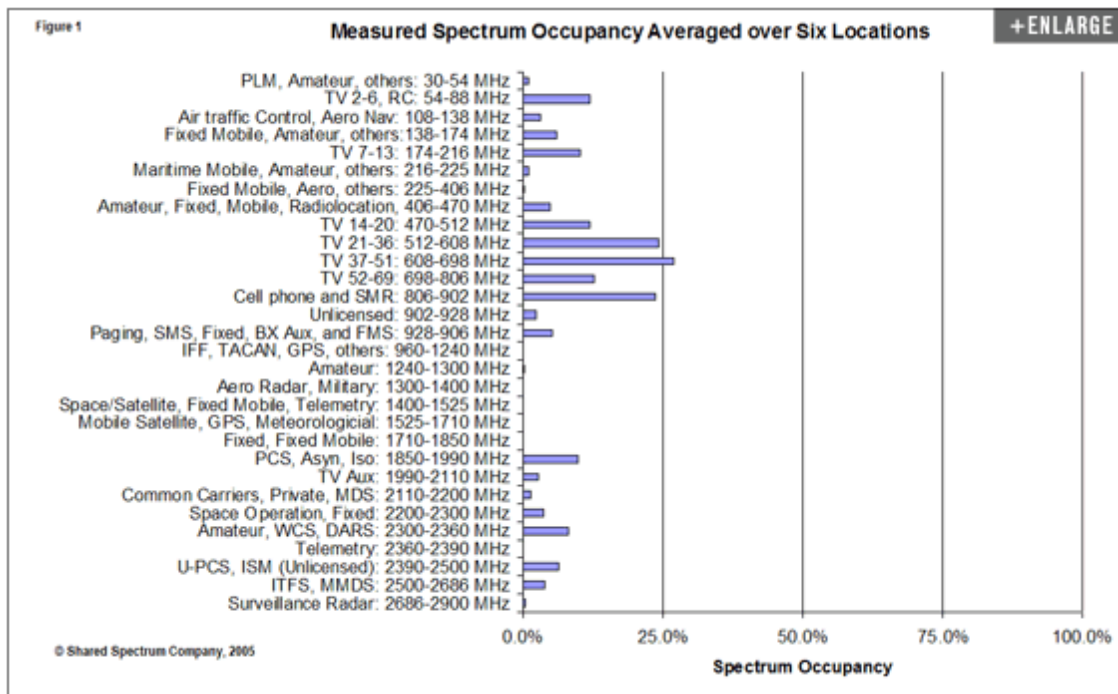 Figure 1
Measured Spectrum Occupancy Averaged over Six Locations
+ENLARGE
PLM, Amateur, others: 30-54 MHz
TV 2-6, RC: 54-88 MHz
Air traffic Control, Aero Nav: 108-138 MHz
Fixed Mobile, Amateur, others:138-174 MHz
TV 7-13: 174-216 MHz
Maritime Mobile, Amateur, others: 216-225 MHz
Fixed Mobile, Aero, others: 225-406 MHz
Amateur, Fixed, Mobile, Radiolocation, 406-470 MHz
TV 14-20: 470-512 MHz
TV 21-36: 512-608 MHz
TV 37-51: 608-698 MHz
TV 52-69: 698-806 MHz
Cell phone and SMR: 806-902 MHz
Unlicensed: 902-928 MHz
Paging, SMS, Fixed, BX Aux, and FMS: 928-906 MHz
IFF, TACAN, GPS, others: 960-1240 MHz
Amateur: 1240-1300 MHz
Aero Radar, Military: 1300-1400 MHz
Space/Satellite, Fixed Mobile, Telemetry: 1400-1525 MHz
Mobile Satellite, GPS, Meteorologicial: 1525-1710 MHz
Fixed, Fixed Mobile: 1710-1850 MHz
PCS, Asyn, Iso: 1850-1990 MHz
TV Aux: 1990-2110 MHz
Common Carriers, Private, MDS: 2110-2200 MHz
Space Operation, Fixed: 2200-2300 MHz
Amateur, WCS, DARS: 2300-2360 MHz
Telemetry: 2360-2390 MHz
U-PCS, ISM (Unlicensed): 2390-2500 MHz
ITFS, MMDS: 2500-2686 MHz
Surveillance Radar: 2686-2900 MHz
0.0% 25.0% 50.0% 75.0% 100.0%
Spectrum Occupancy
© Shared Spectrum Company, 2005